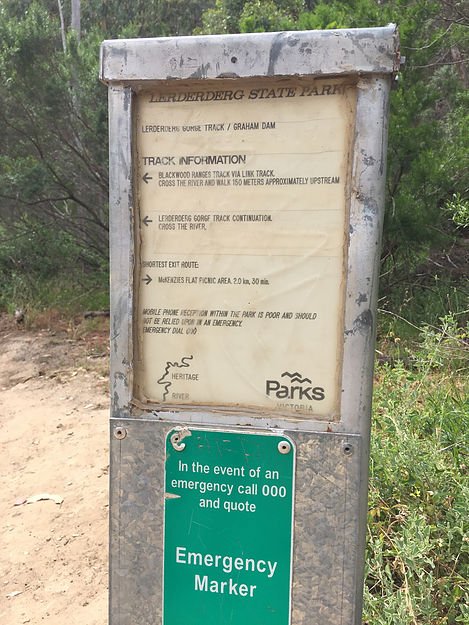 LERDERDERG STATE PARK
LERDERDERG GORGE TRACK / GRAHAM DAM
TRACK INFORMATION
← BLACKWOOD RANGES TRACK VIA LINK TRACK.
CROSS THE RIVER AND WALK 150 METERS APPROXIMATELY UPSTREAM
← LERDERDERG GORGE TRACK CONTINUATION.
CROSS THE RIVER.
SHORTEST EXIT ROUTE:
→ McKENZIES FLAT PICNIC AREA. 2.0 km, 30 min.
MOBILE PHONE RECEPTION WITHIN THE PARK IS POOR AND SHOULD
NOT BE RELIED UPON IN AN EMERGENCY.
EMERGENCY DIAL 000
HERITAGE
RIVER
Parks
VICTORIA
In the event of an
emergency call 000
and quote
Emergency
Marker